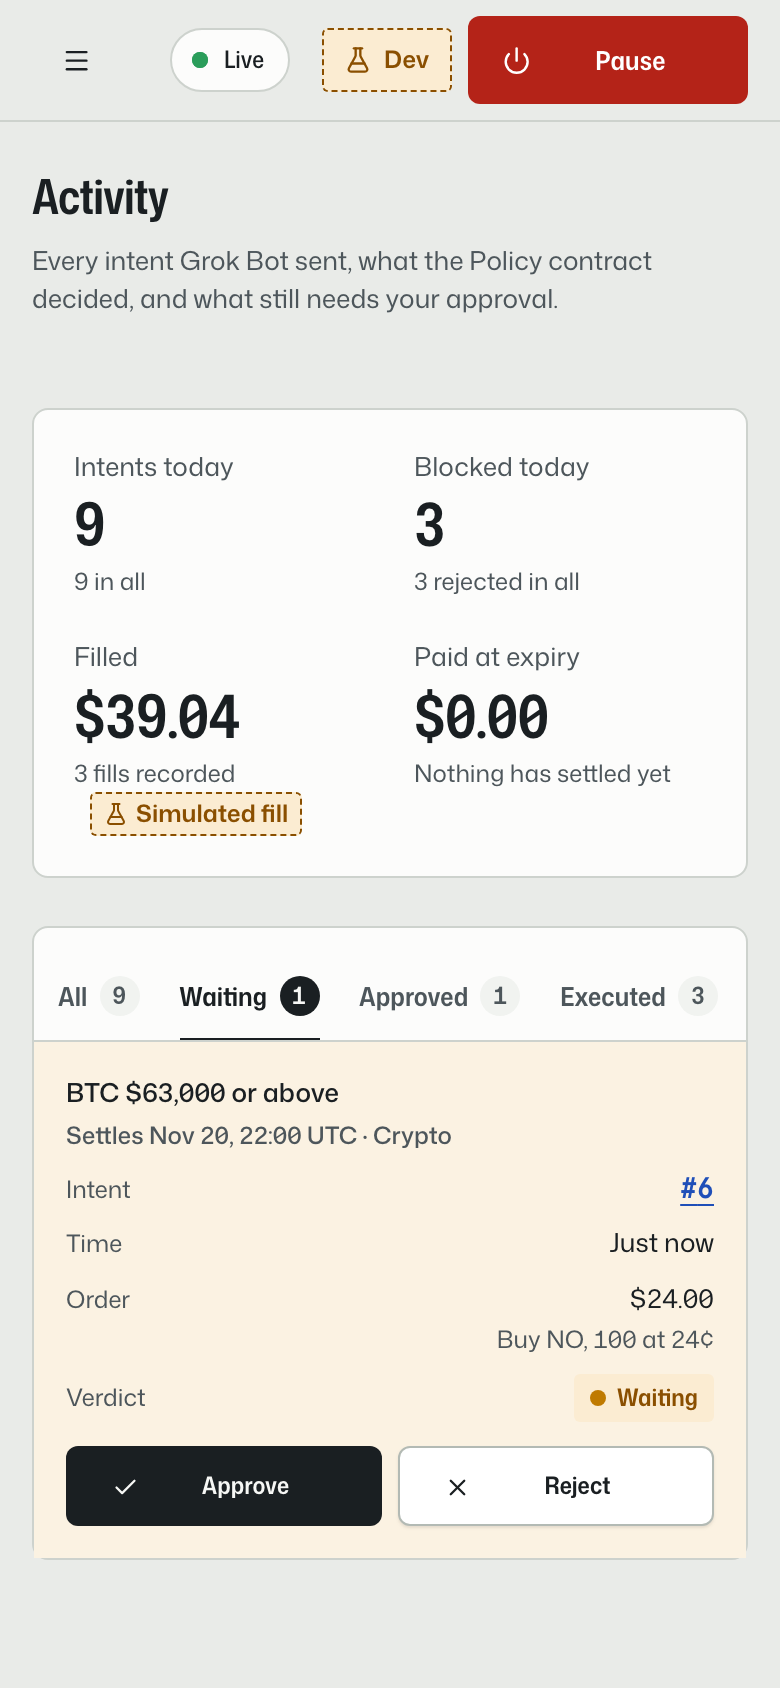 Live
Dev
Pause
Activity
Every intent Grok Bot sent, what the Policy contract
decided, and what still needs your approval.
Intents today
9
9 in all
Blocked today
3
3 rejected in all
Filled
$39.04
3 fills recorded
Simulated fill
Paid at expiry
$0.00
Nothing has settled yet
All 9 Waiting 1 Approved 1 Executed 3
BTC $63,000 or above
Settles Nov 20, 22:00 UTC · Crypto
Intent #6
Time Just now
Order $24.00
Buy NO, 100 at 24¢
Verdict Waiting
Approve Reject